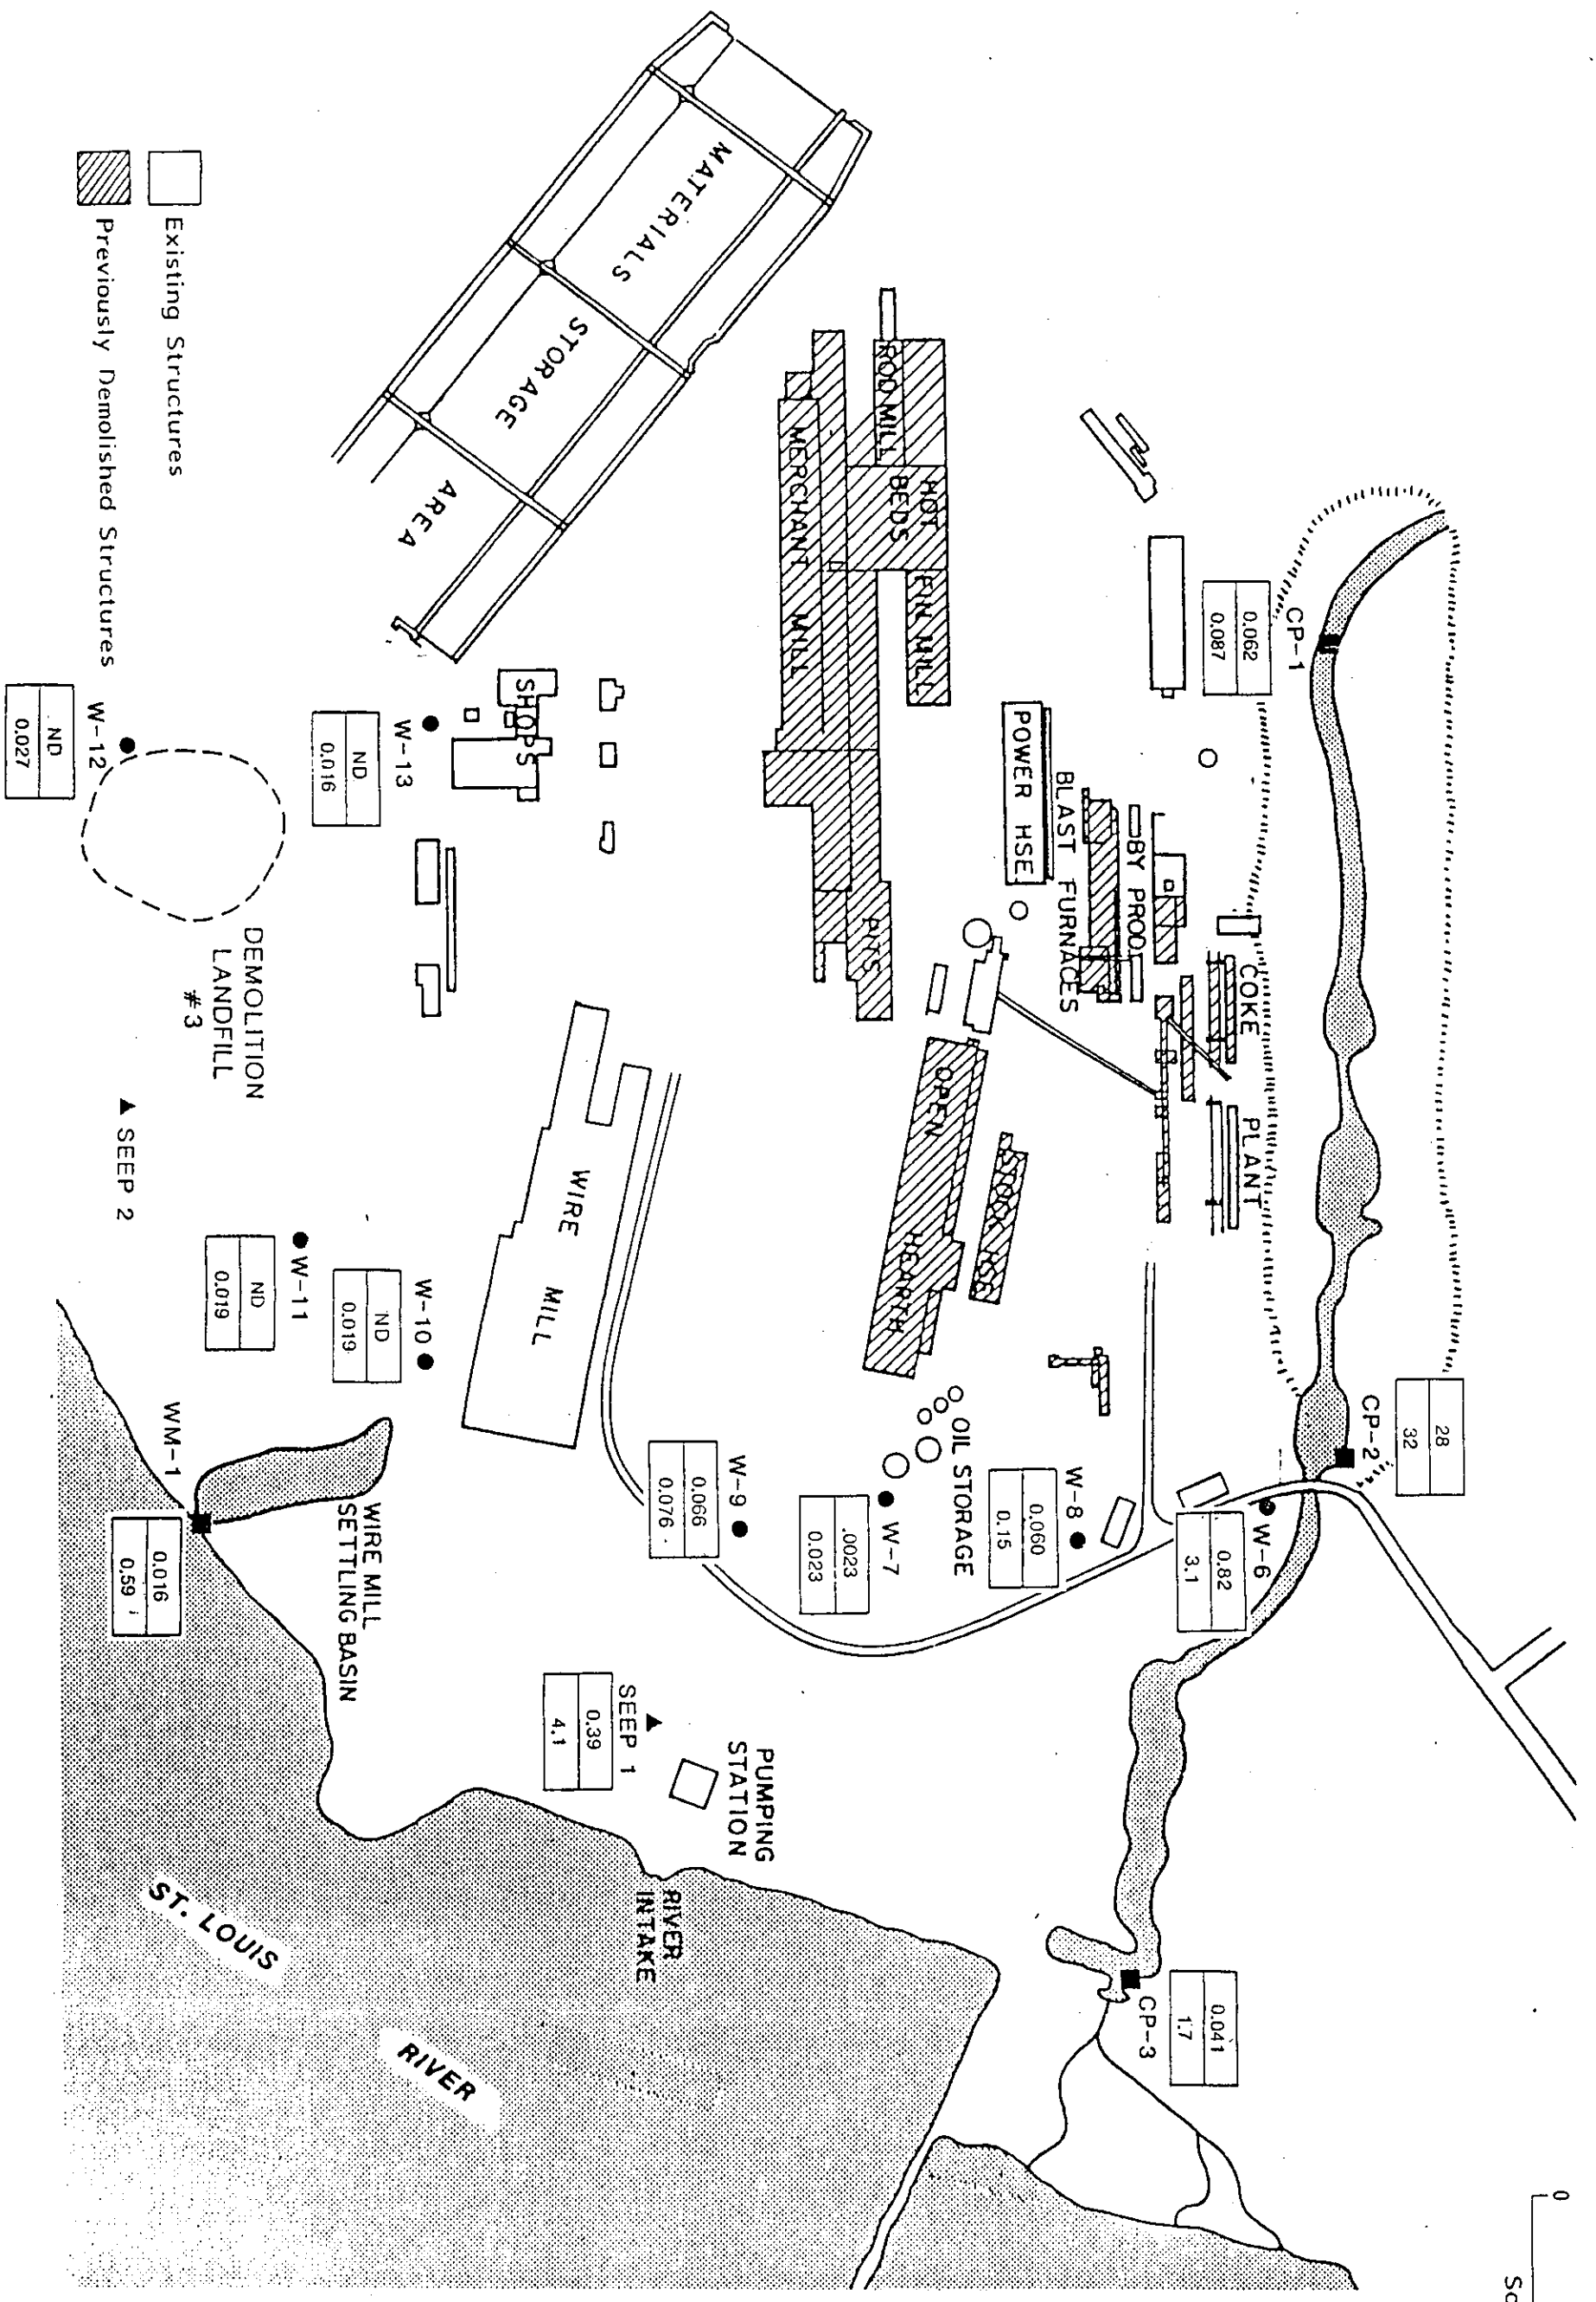 0
Sc
0.041
1.7
CP-3
28
32
CP-2
0.82
3.1
W-6
CP-1
0.062
0.087
COKE
PLANT
BY PROD.
BLAST FURNACES
POWER HSE
W-8
0.060
0.15
HOT
BEDS
FIN MILL
ROD MILL
MERCHANT MILL
PITS
STOCK HSE
OPEN HEARTH
OIL STORAGE
W-7
.0023
0.023
W-9
0.066
0.076
PUMPING
STATION
RIVER
INTAKE
SEEP 1
0.39
4.1
MATERIALS STORAGE AREA
SHOPS
WIRE MILL
W-13
ND
0.016
W-10
ND
0.019
W-11
ND
0.019
WIRE MILL
SETTLING BASIN
WM-1
0.016
0.59
DEMOLITION
LANDFILL
#3
SEEP 2
W-12
ND
0.027
ST. LOUIS
RIVER
Existing Structures
Previously Demolished Structures